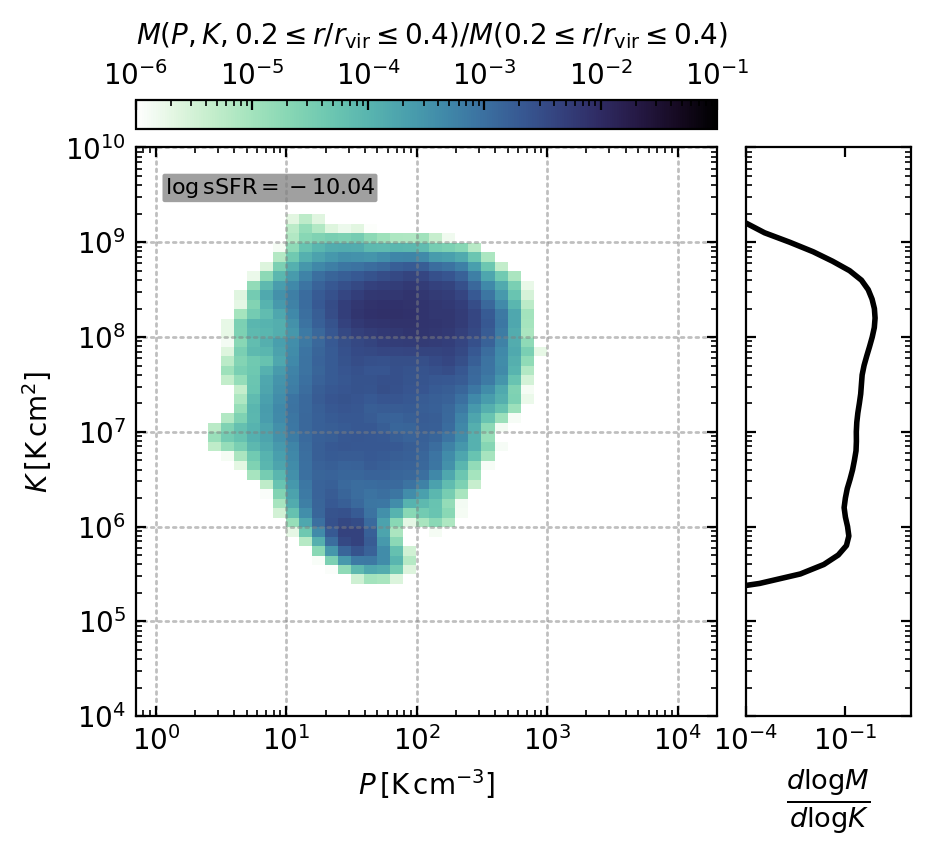 M(P, K, 0.2 ≤ r/r_vir ≤ 0.4)/M(0.2 ≤ r/r_vir ≤ 0.4)
10^−6 10^−5 10^−4 10^−3 10^−2 10^−1
log sSFR = −10.04
10^10
10^9
10^8
10^7
10^6
10^5
10^4
K[K cm^2]
10^0 10^1 10^2 10^3 10^4
P [K cm^−3]
10^−4 10^−1
dlogM
dlogK